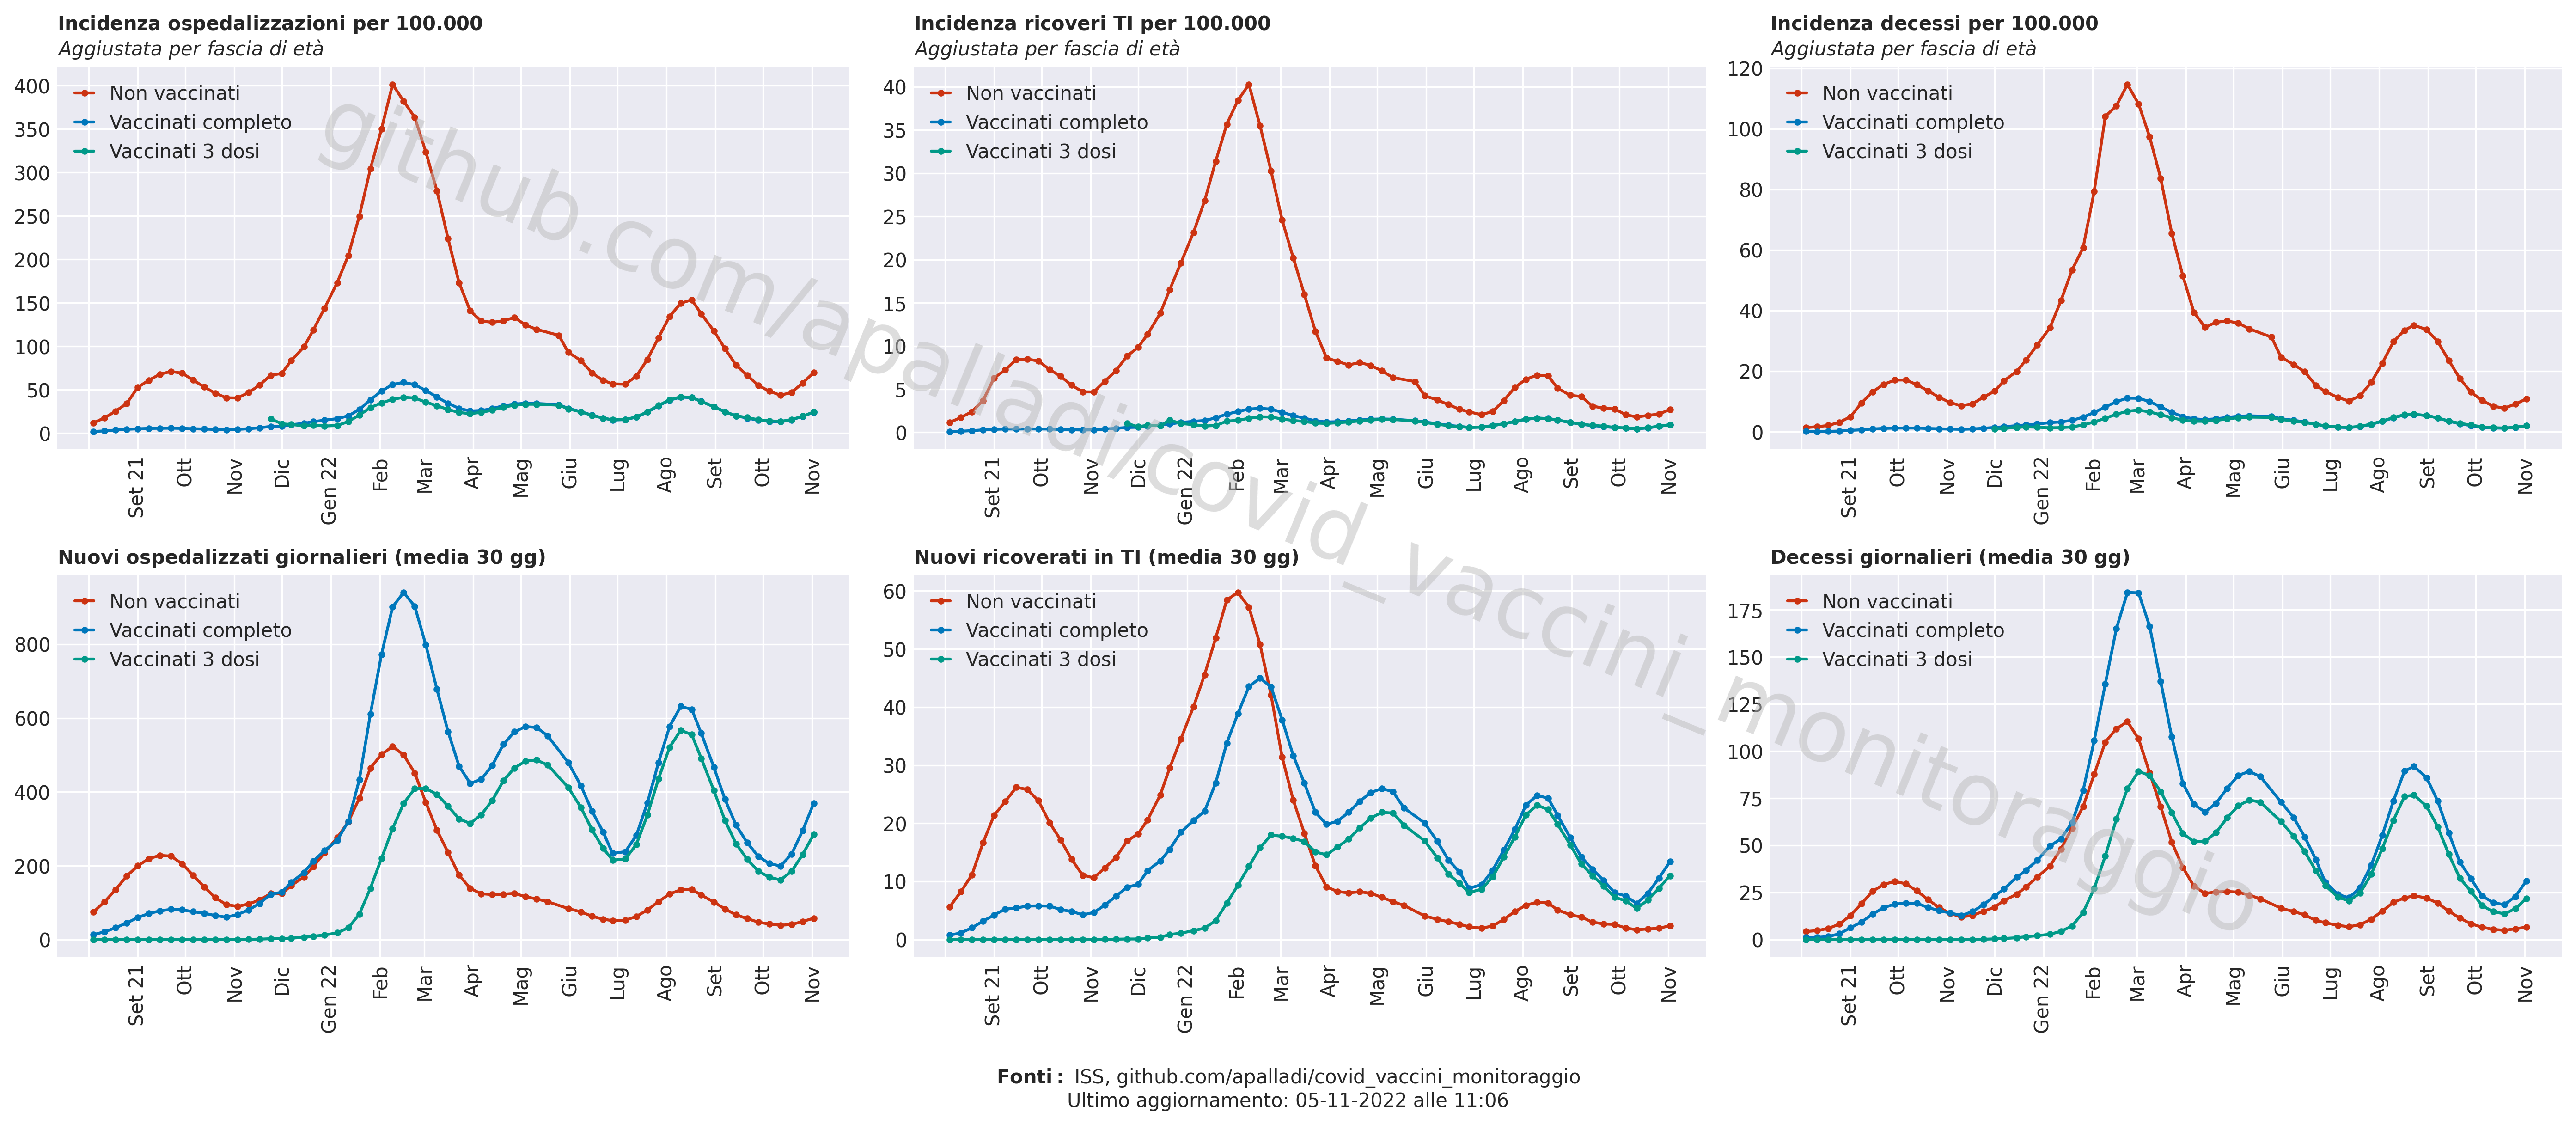 Incidenza ospedalizzazioni per 100.000
Aggiustata per fascia di età
400
350
300
250
200
150
100
50
0
Non vaccinati
Vaccinati completo
Vaccinati 3 dosi
Set 21
Ott
Nov
Dic
Gen 22
Feb
Mar
Apr
Mag
Giu
Lug
Ago
Set
Ott
Nov
Incidenza ricoveri TI per 100.000
Aggiustata per fascia di età
40
35
30
25
20
15
10
5
0
Non vaccinati
Vaccinati completo
Vaccinati 3 dosi
Set 21
Ott
Nov
Dic
Gen 22
Feb
Mar
Apr
Mag
Giu
Lug
Ago
Set
Ott
Nov
Incidenza decessi per 100.000
Aggiustata per fascia di età
120
100
80
60
40
20
0
Non vaccinati
Vaccinati completo
Vaccinati 3 dosi
Set 21
Ott
Nov
Dic
Gen 22
Feb
Mar
Apr
Mag
Giu
Lug
Ago
Set
Ott
Nov
Nuovi ospedalizzati giornalieri (media 30 gg)
800
600
400
200
0
Non vaccinati
Vaccinati completo
Vaccinati 3 dosi
Set 21
Ott
Nov
Dic
Gen 22
Feb
Mar
Apr
Mag
Giu
Lug
Ago
Set
Ott
Nov
Nuovi ricoverati in TI (media 30 gg)
60
50
40
30
20
10
0
Non vaccinati
Vaccinati completo
Vaccinati 3 dosi
Set 21
Ott
Nov
Dic
Gen 22
Feb
Mar
Apr
Mag
Giu
Lug
Ago
Set
Ott
Nov
Decessi giornalieri (media 30 gg)
175
150
125
100
75
50
25
0
Non vaccinati
Vaccinati completo
Vaccinati 3 dosi
Set 21
Ott
Nov
Dic
Gen 22
Feb
Mar
Apr
Mag
Giu
Lug
Ago
Set
Ott
Nov
github.com/apalladi/covid_vaccini_monitoraggio
Fonti: ISS, github.com/apalladi/covid_vaccini_monitoraggio
Ultimo aggiornamento: 05-11-2022 alle 11:06